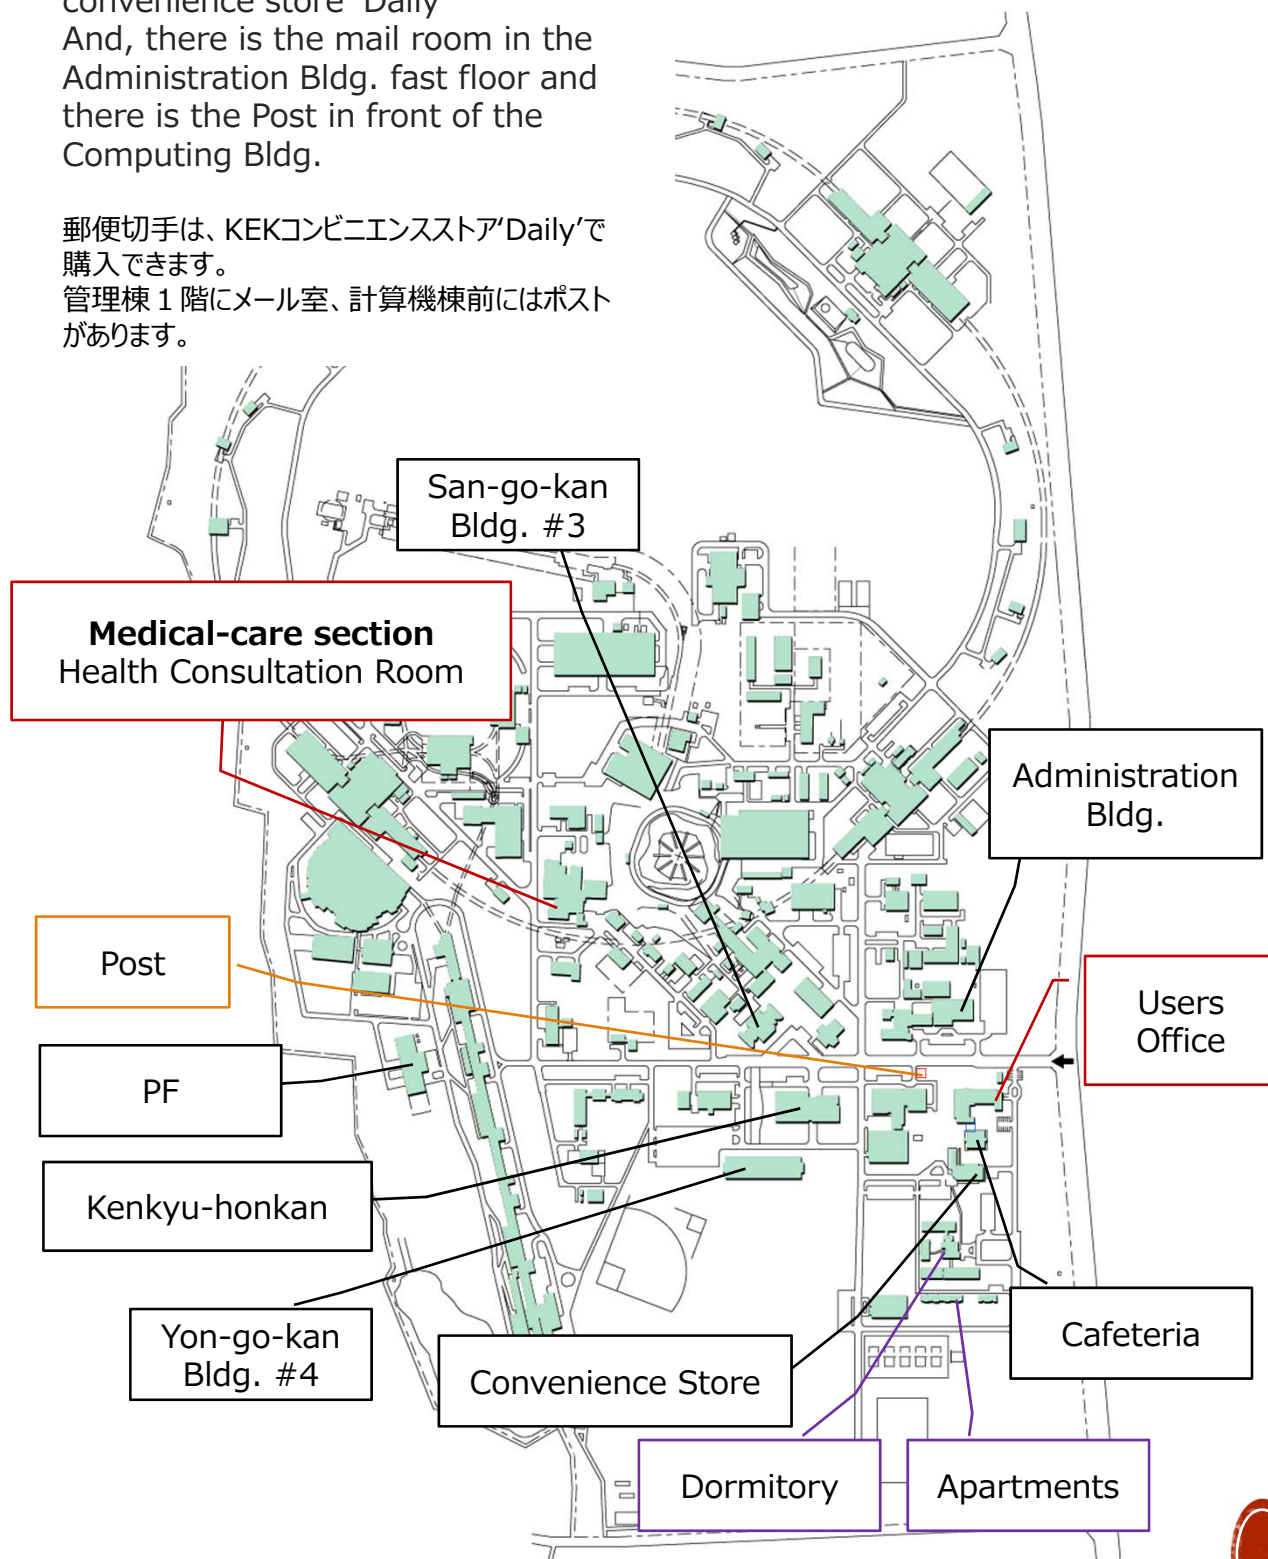 convenience store 'Daily'
And, there is the mail room in the
Administration Bldg. fast floor and
there is the Post in front of the
Computing Bldg.
郵便切手は、KEKコンビニエンスストア‘Daily’で
購入できます。
管理棟１階にメール室、計算機棟前にはポスト
があります。
San-go-kan
Bldg. #3
Medical-care section
Health Consultation Room
Administration
Bldg.
Post
Users
Office
PF
Kenkyu-honkan
Yon-go-kan
Bldg. #4
Convenience Store
Cafeteria
Dormitory
Apartments